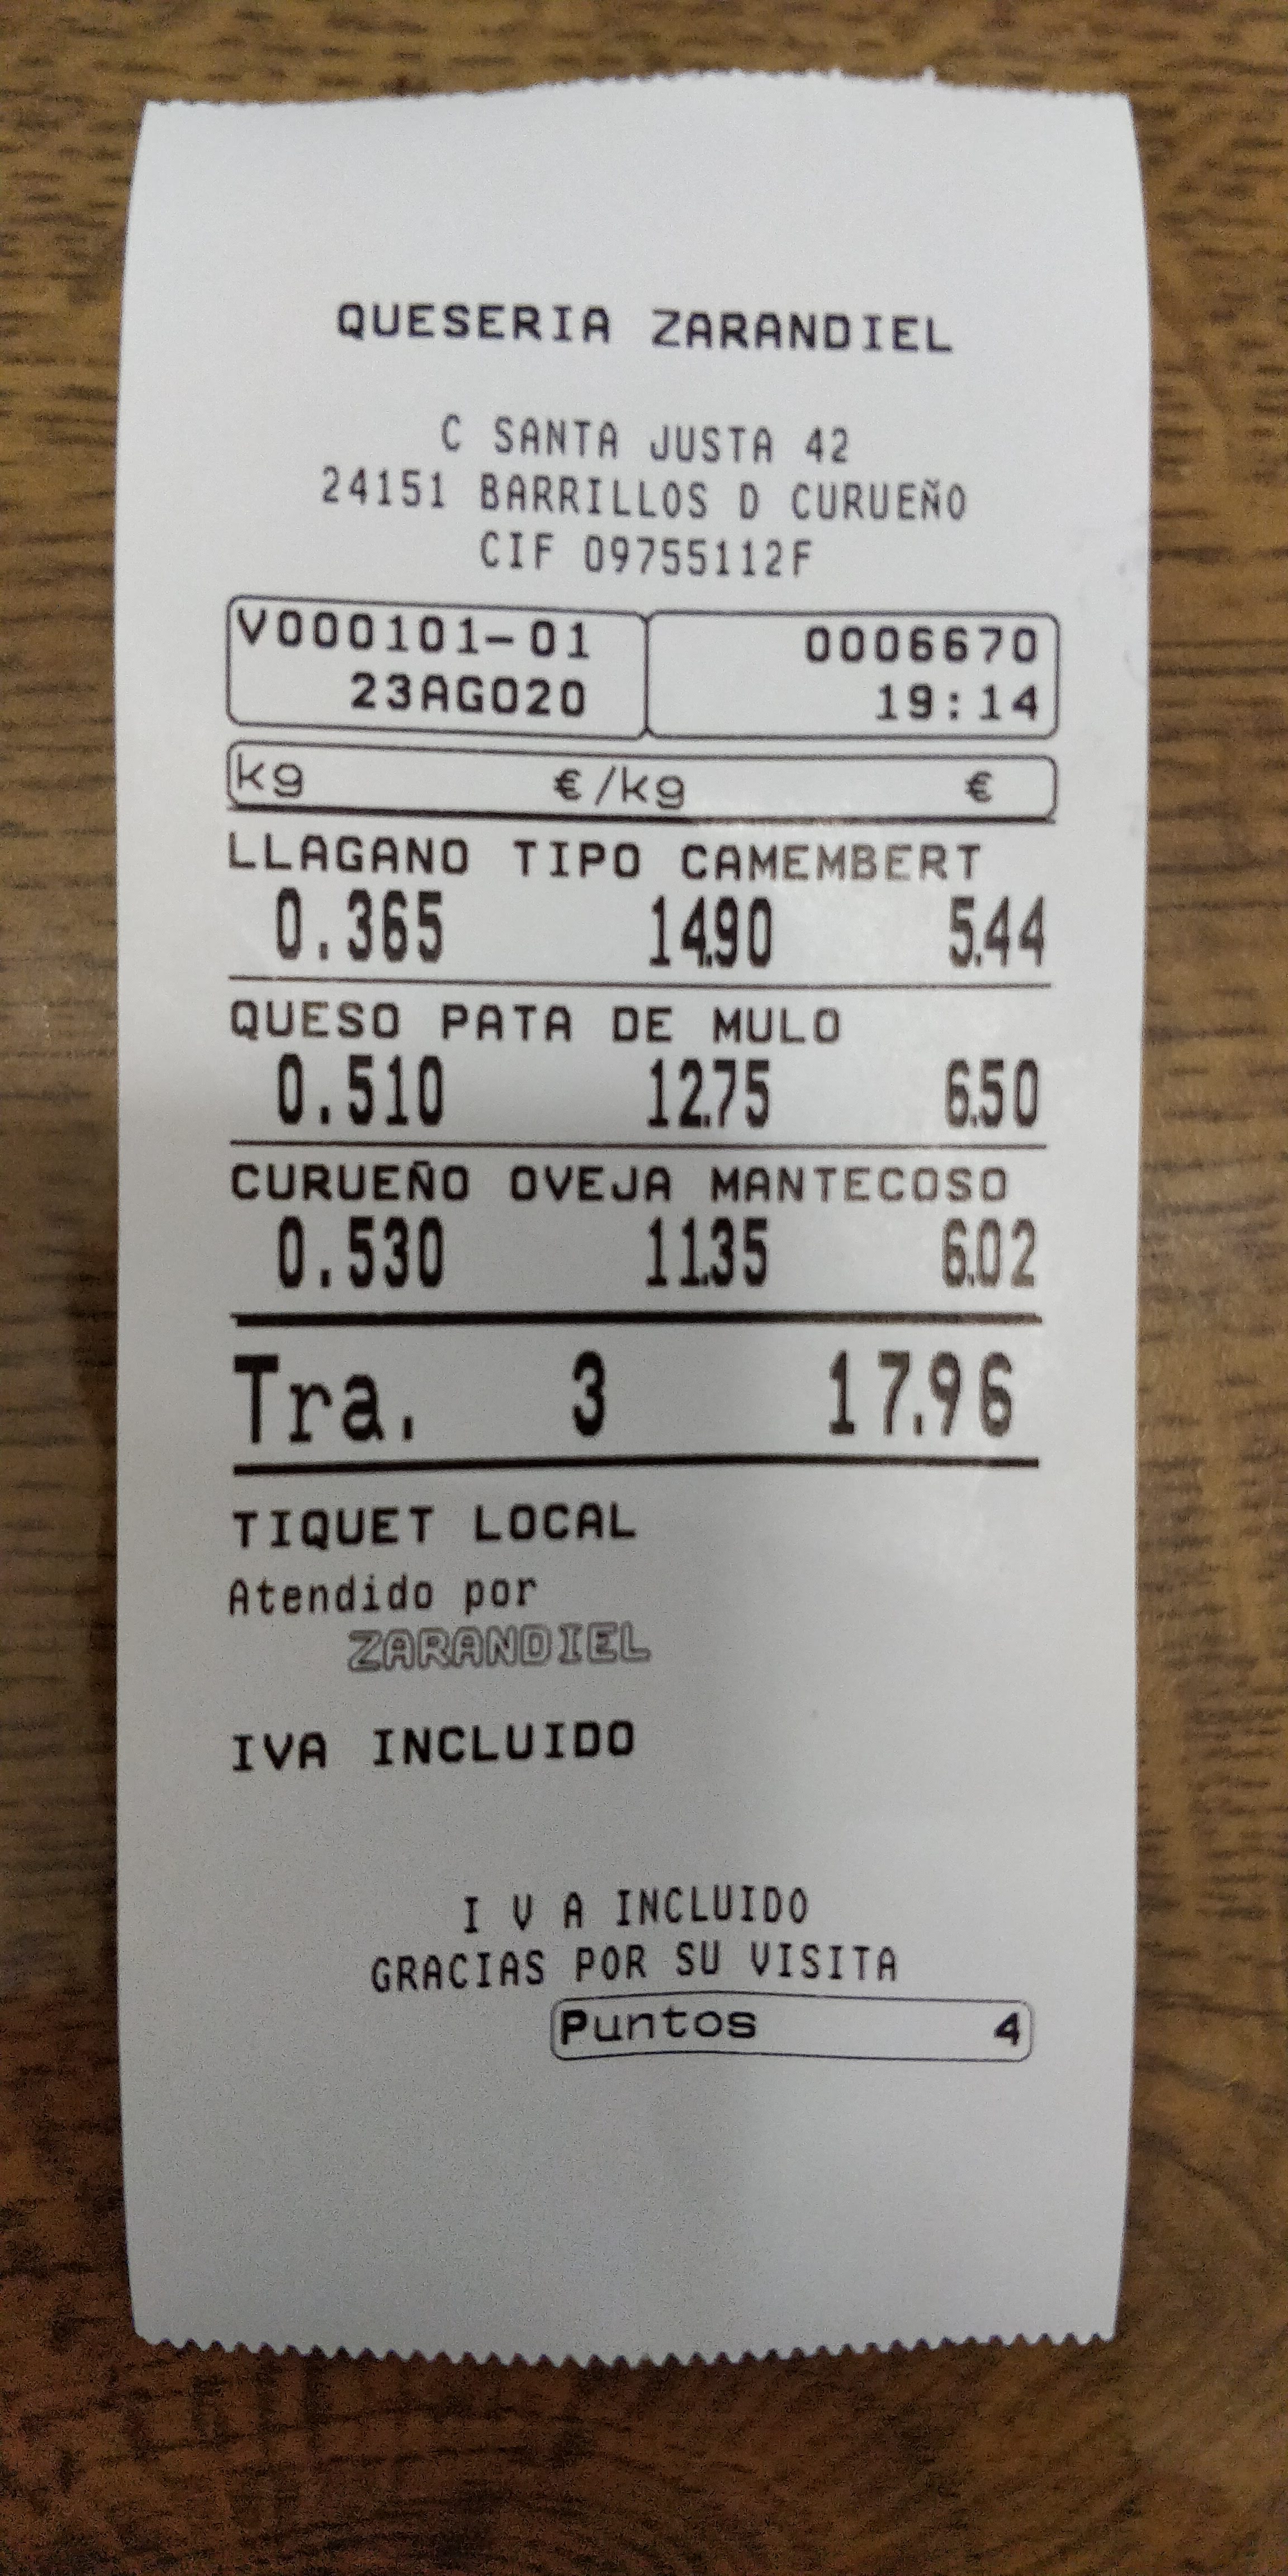 QUESERIA ZARANDIEL
C SANTA JUSTA 42
24151 BARRILLOS D CURUEÑO
CIF 09755112F
V000101-01 0006670
23AGO20 19:14
kg €/kg €
LLAGANO TIPO CAMEMBERT
0.365 14.90 5.44
QUESO PATA DE MULO
0.510 12.75 6.50
CURUEÑO OVEJA MANTECOSO
0.530 11.35 6.02
Tra. 3 17.96
TIQUET LOCAL
Atendido por
ZARANDIEL
IVA INCLUIDO
I V A INCLUIDO
GRACIAS POR SU VISITA
Puntos 4